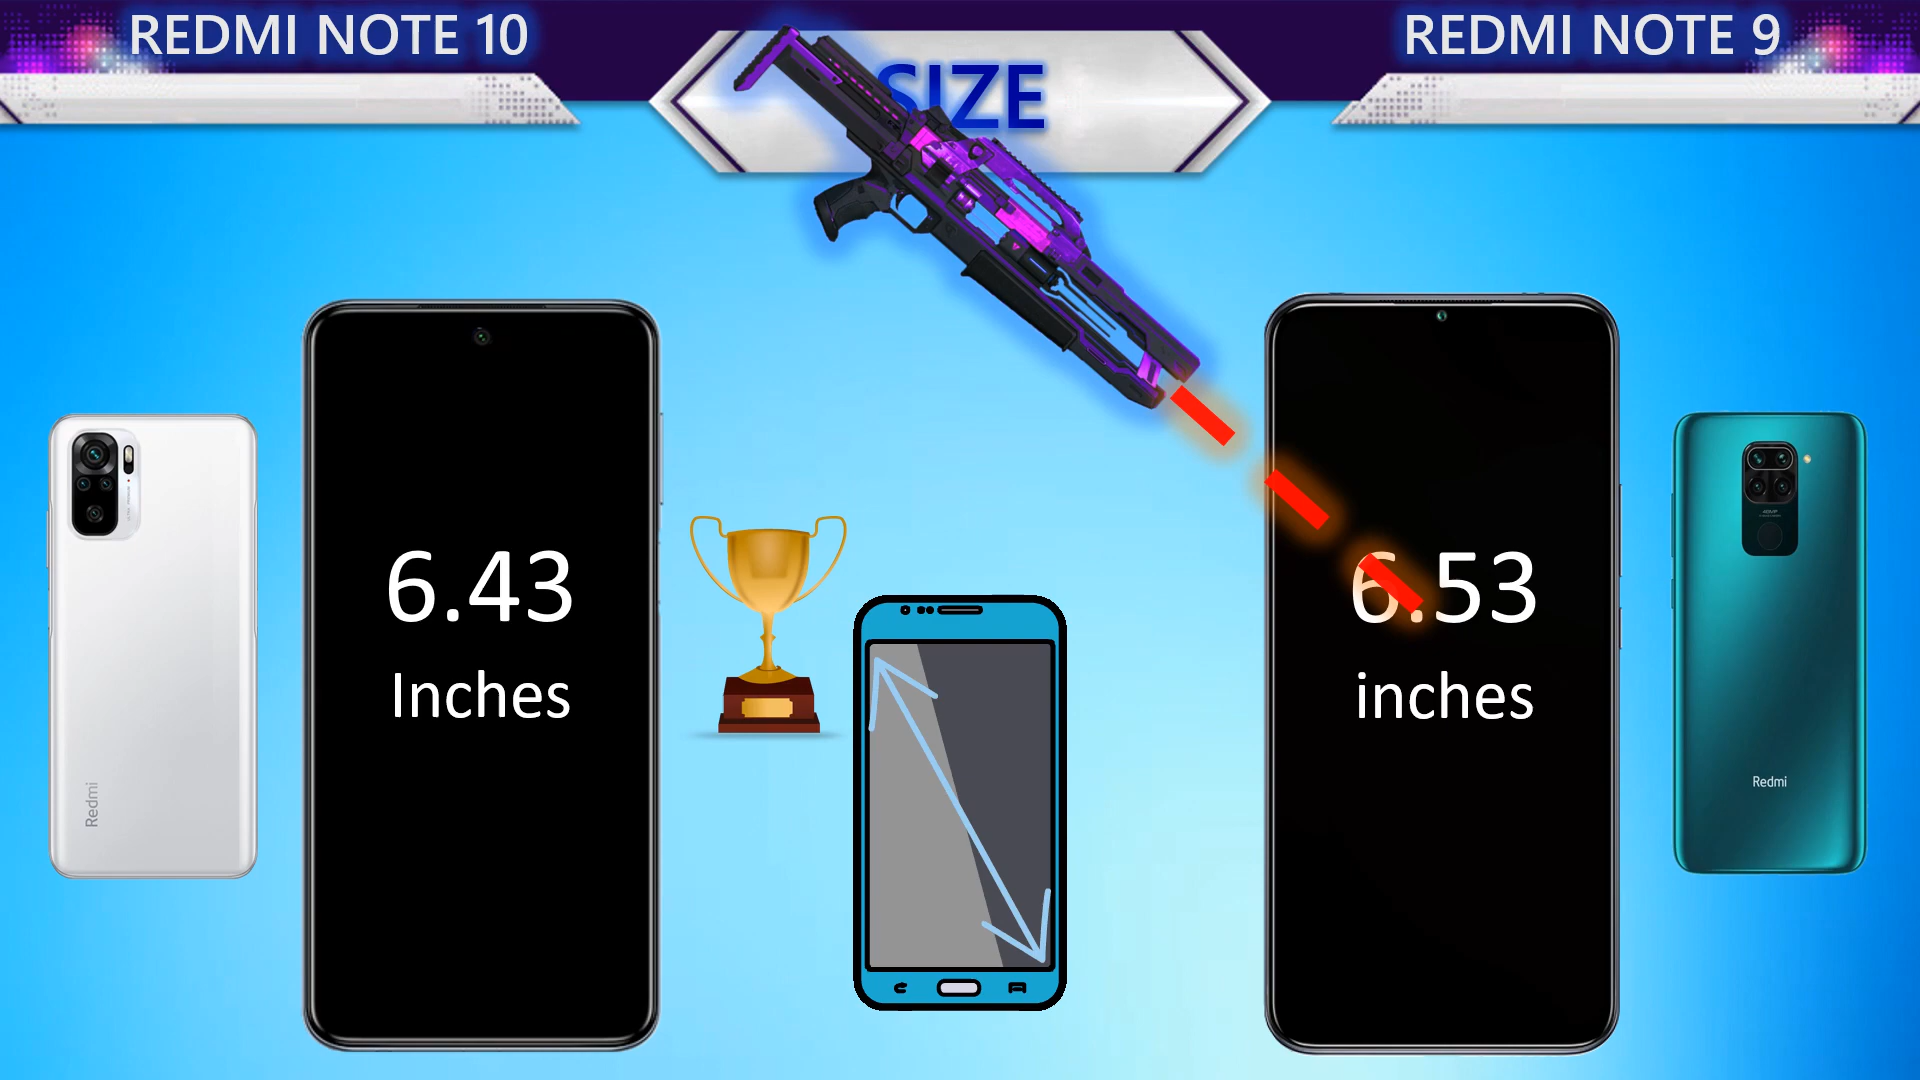 REDMI NOTE 10
SIZE
REDMI NOTE 9
6.43
Inches
6.53
inches
Redmi
Redmi